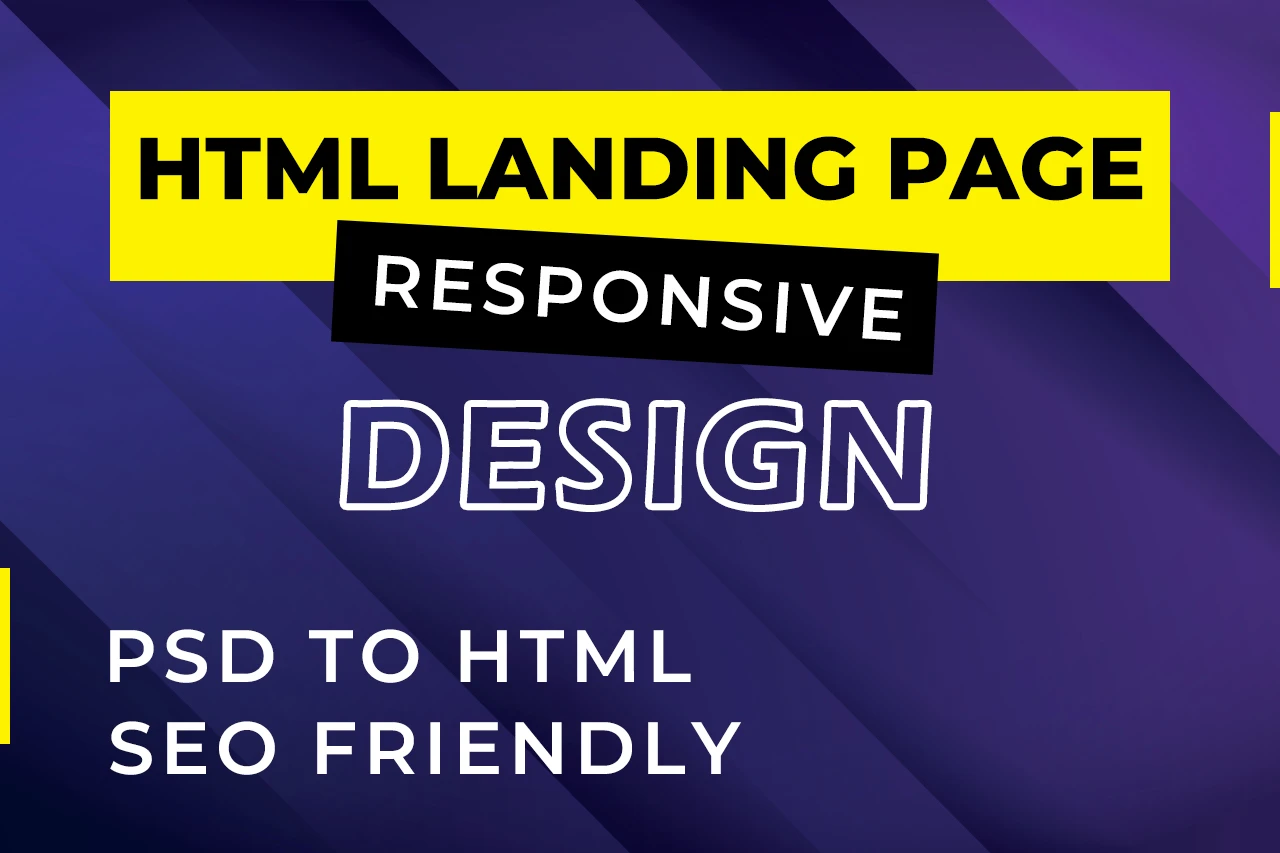 HTML LANDING PAGE
RESPONSIVE
DESIGN
PSD TO HTML
SEO FRIENDLY